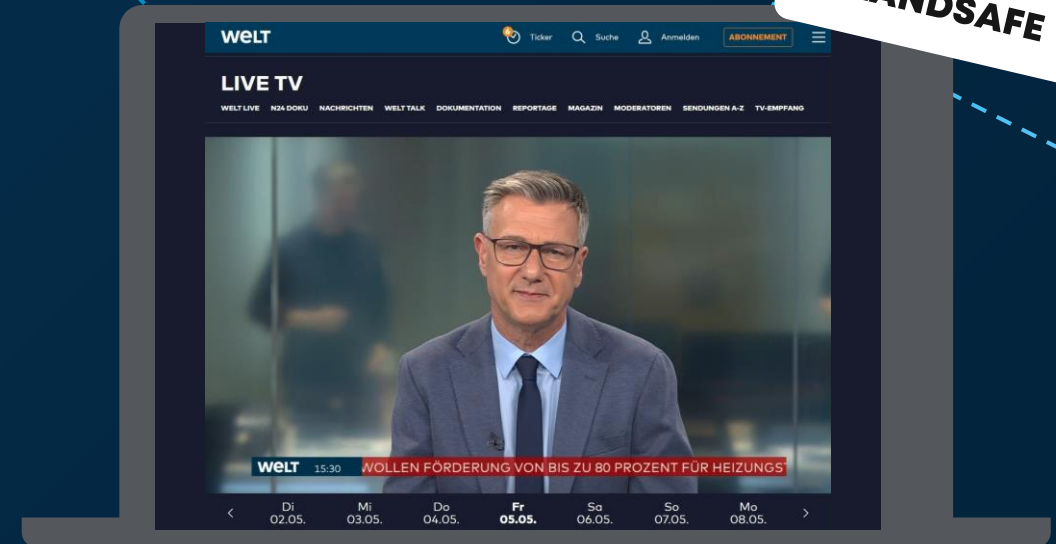 WELT
6 Ticker Suche Anmelden ABONNEMENT
LIVE TV
WELT LIVE N24 DOKU NACHRICHTEN WELT TALK DOKUMENTATION REPORTAGE MAGAZIN MODERATOREN SENDUNGEN A-Z TV-EMPFANG
WELT 15:30 WOLLEN FÖRDERUNG VON BIS ZU 80 PROZENT FÜR HEIZUNGS
Di Mi Do Fr Sa So Mo
02.05. 03.05. 04.05. 05.05. 06.05. 07.05. 08.05.